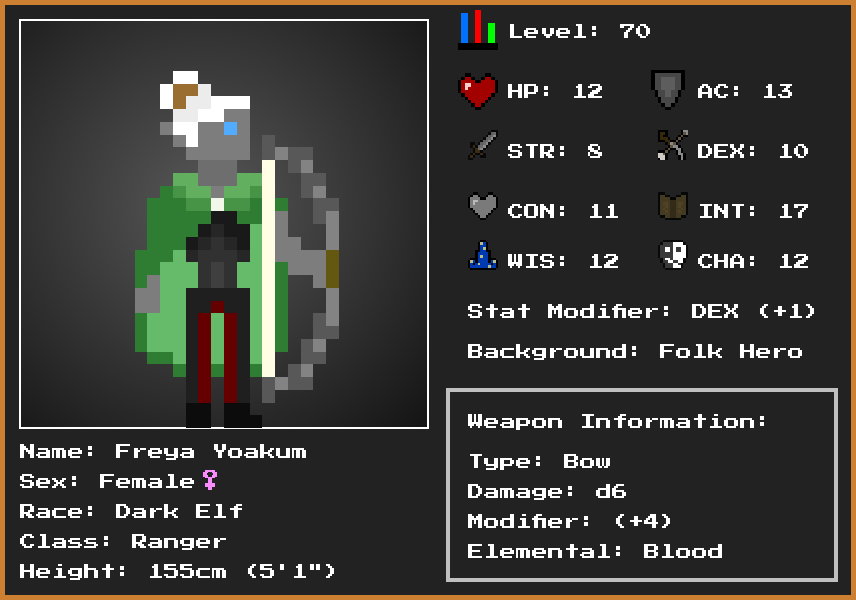 Level: 70
HP: 12 AC: 13
STR: 8 DEX: 10
CON: 11 INT: 17
WIS: 12 CHA: 12
Stat Modifier: DEX (+1)
Background: Folk Hero
Weapon Information:
Type: Bow
Damage: d6
Modifier: (+4)
Elemental: Blood
Name: Freya Yoakum
Sex: Female♀
Race: Dark Elf
Class: Ranger
Height: 155cm (5'1")